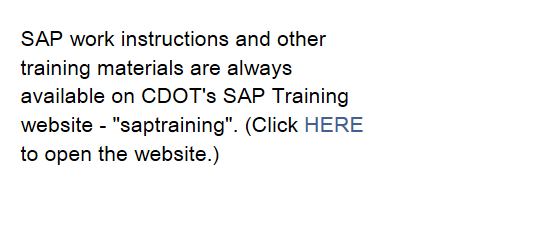 SAP work instructions and other
training materials are always
available on CDOT's SAP Training
website - "saptraining". (Click HERE
to open the website.)